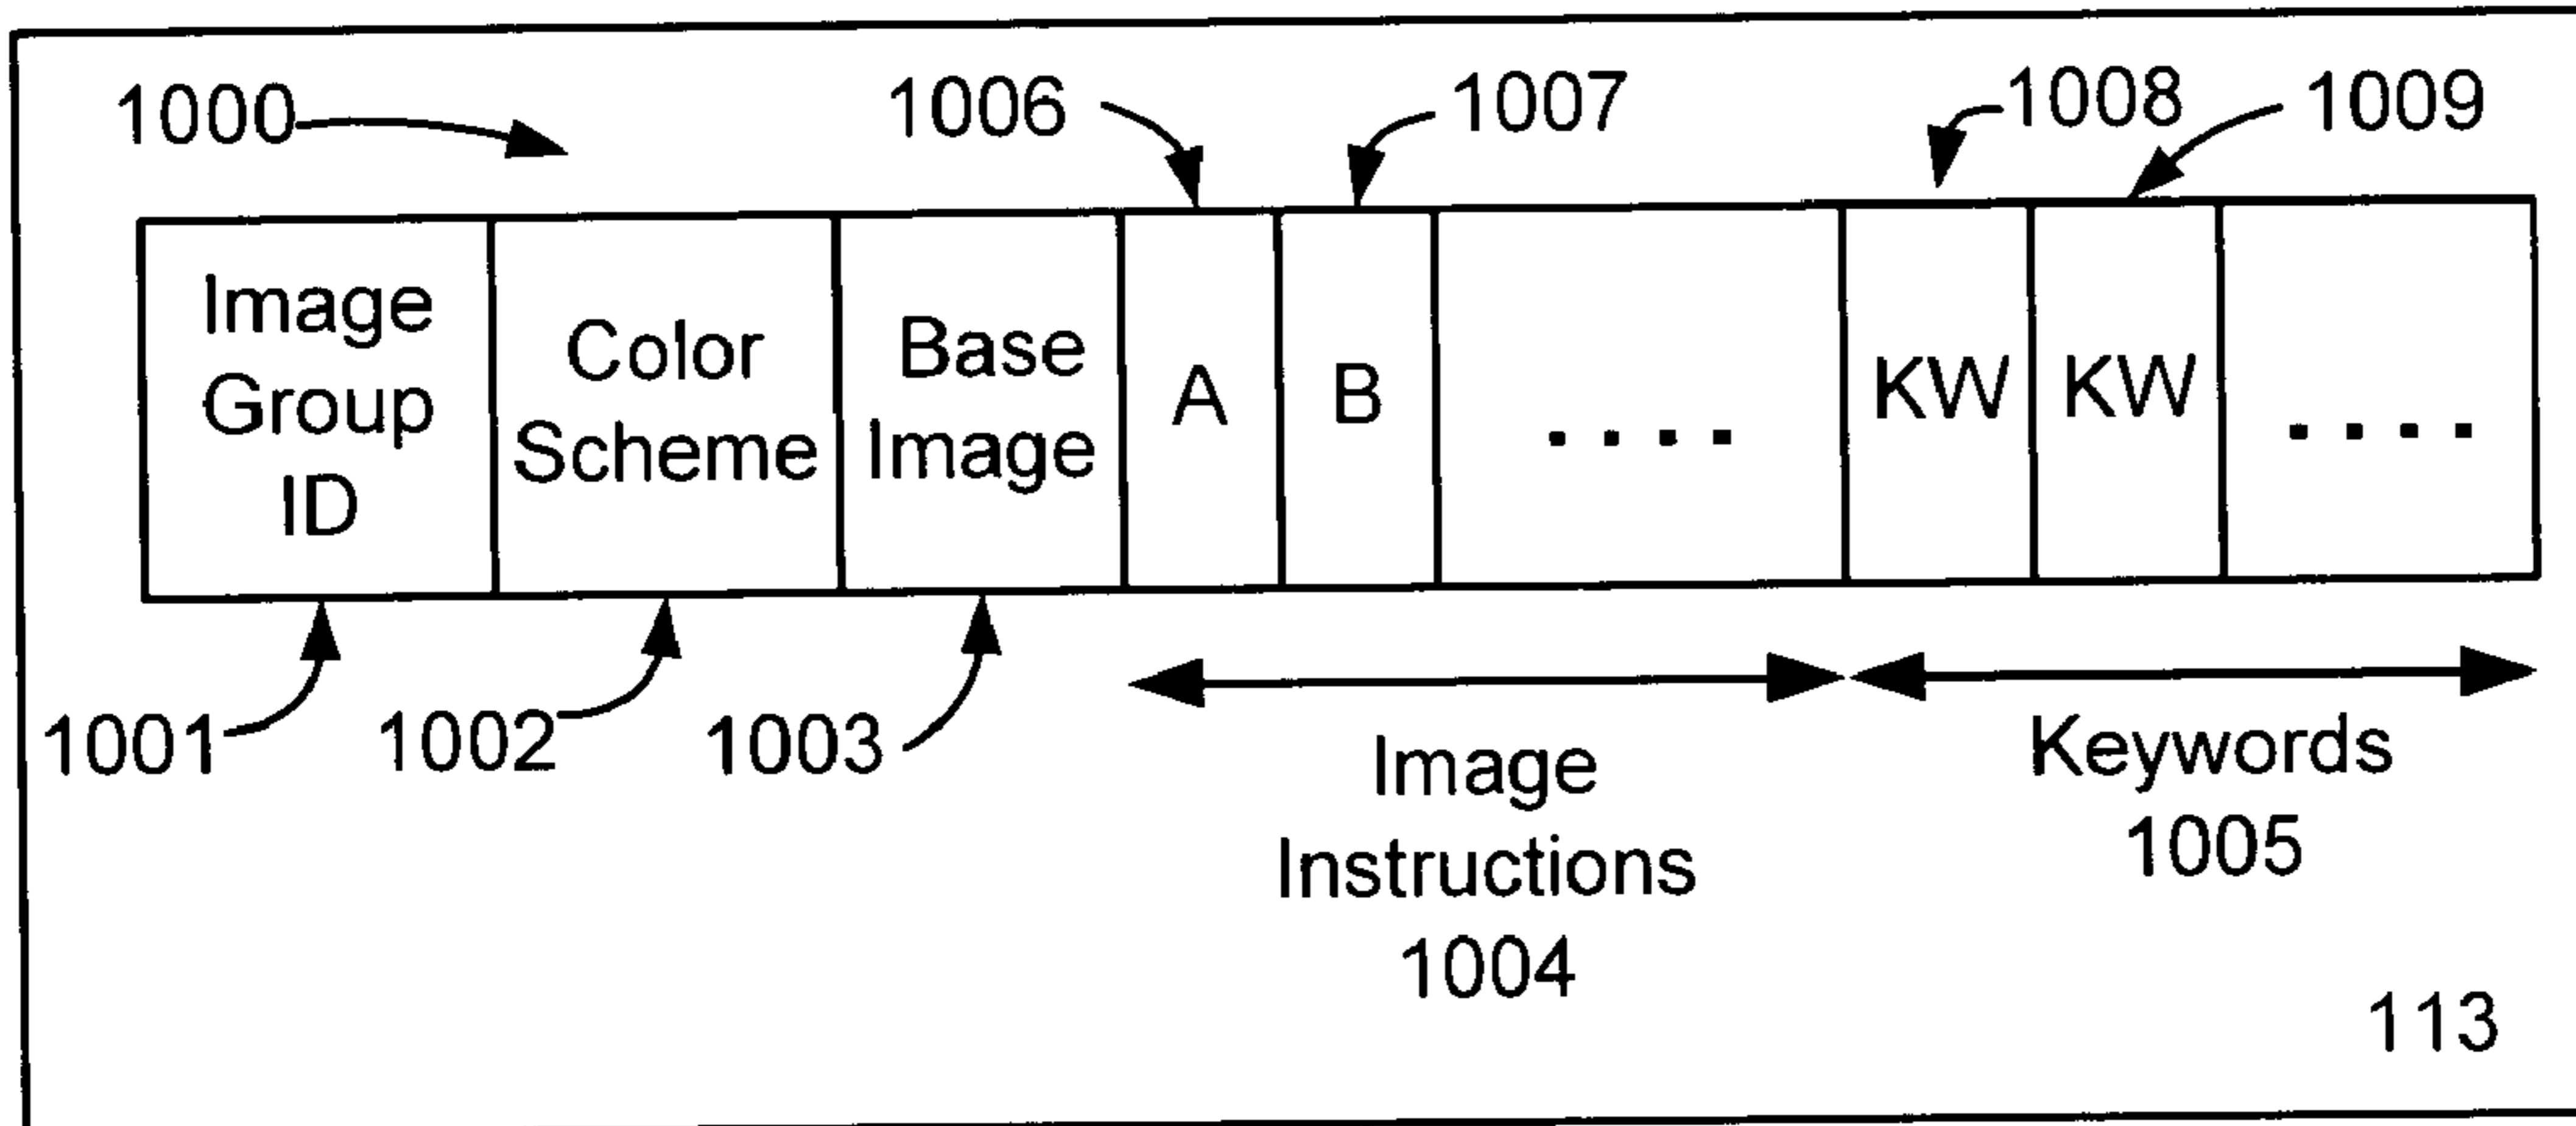 1000
1006
1007
1008
1009
Image
Group
ID
Color
Scheme
Base
Image
A
B
. . . .
KW
KW
. . . .
1001
1002
1003
Image
Instructions
1004
Keywords
1005
113